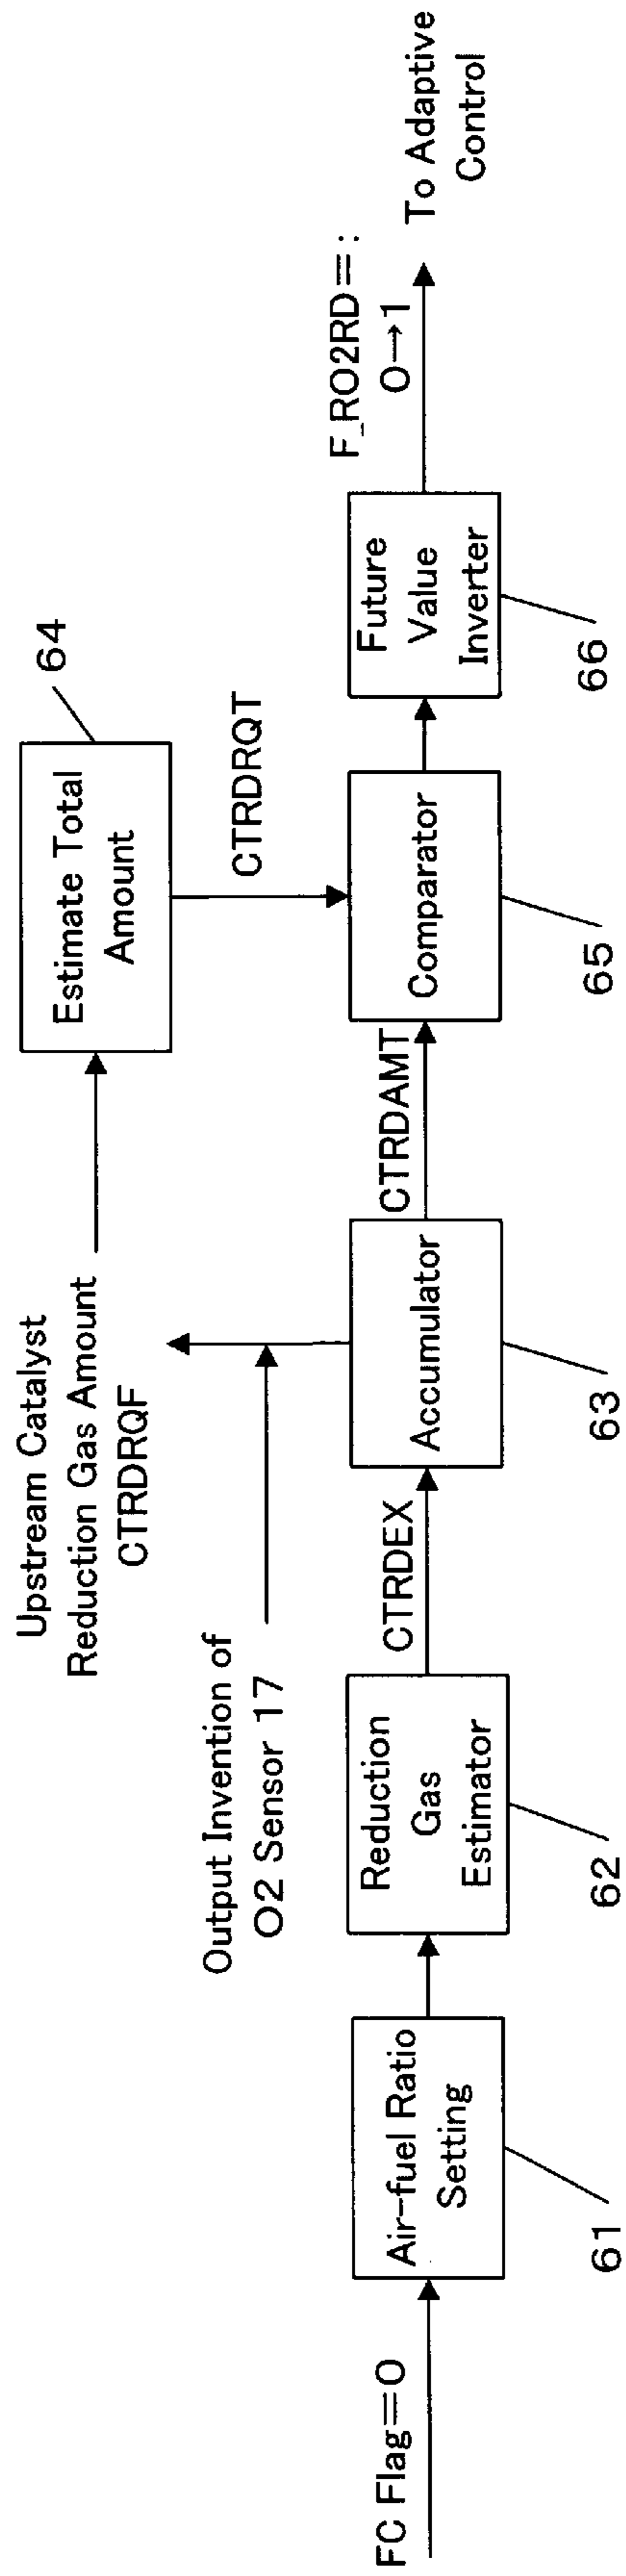 Upstream Catalyst
Reduction Gas Amount
CTRDRQF
Estimate Total
Amount
64
CTRDRQT
Output Invention of
O2 Sensor 17
FC Flag=0
Air-fuel Ratio
Setting
61
Reduction
Gas
Estimator
62
CTRDEX
Accumulator
63
CTRDAMT
Comparator
65
Future
Value
Inverter
66
F_RO2RD=:
0→1
To Adaptive
Control